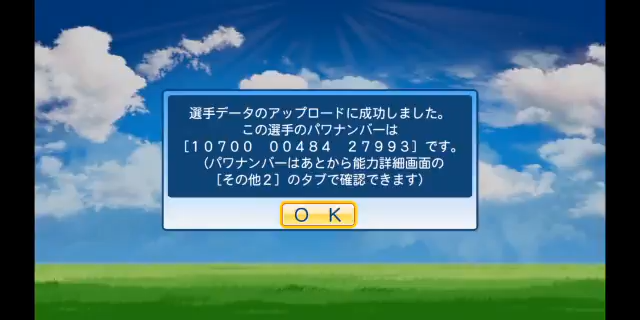 選手データのアップロードに成功しました。
この選手のパワナンバーは
［１０７００　００４８４　２７９９３］です。
（パワナンバーはあとから能力詳細画面の
［その他２］のタブで確認できます）
ＯＫ